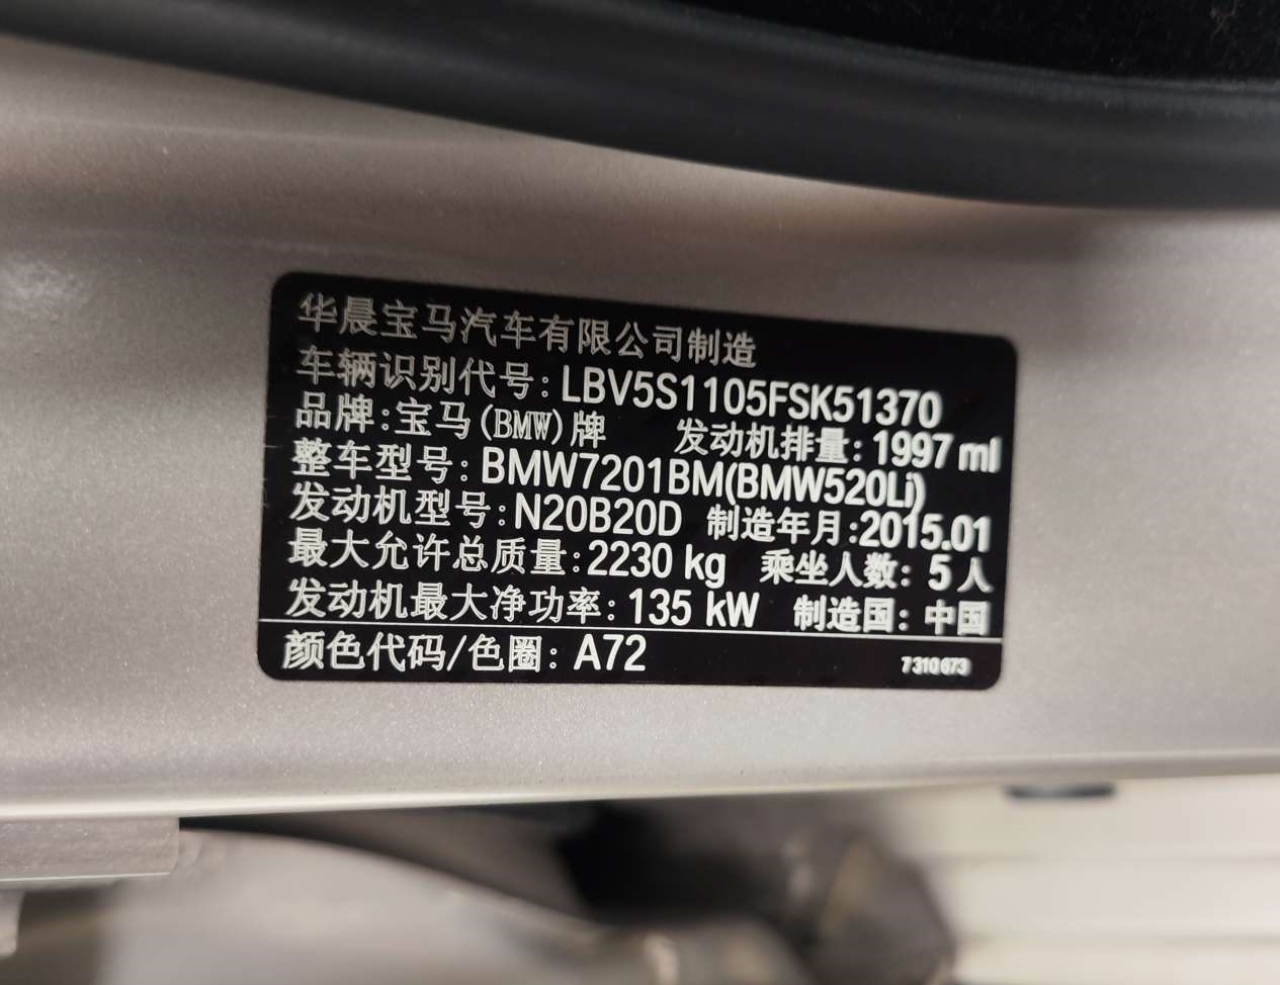 华晨宝马汽车有限公司制造
车辆识别代号: LBV5S1105FSK51370
品牌:宝马(BMW)牌 发动机排量: 1997 ml
整车型号: BMW7201BM(BMW520Li)
发动机型号: N20B20D 制造年月:2015.01
最大允许总质量: 2230 kg 乘坐人数: 5人
发动机最大净功率: 135 kW 制造国: 中国
颜色代码/色圈: A72 7310673